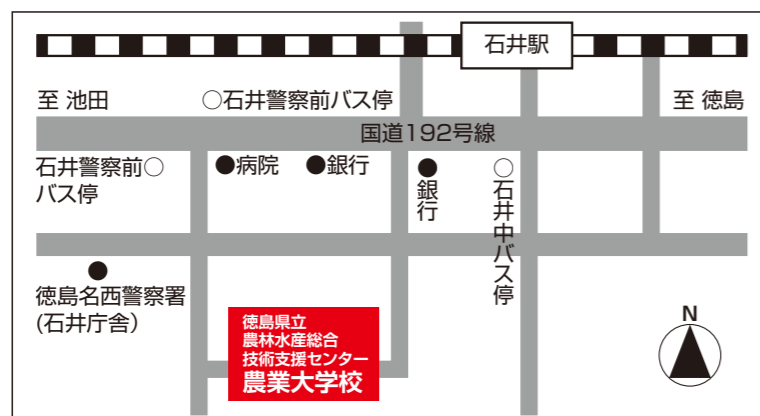 石井駅
至 池田
○石井警察前バス停
至 徳島
国道192号線
石井警察前○
バス停
●病院
●銀行
●銀行
○石井中バス停
●
徳島名西警察署
(石井庁舎)
徳島県立
農林水産総合
技術支援センター
農業大学校
N